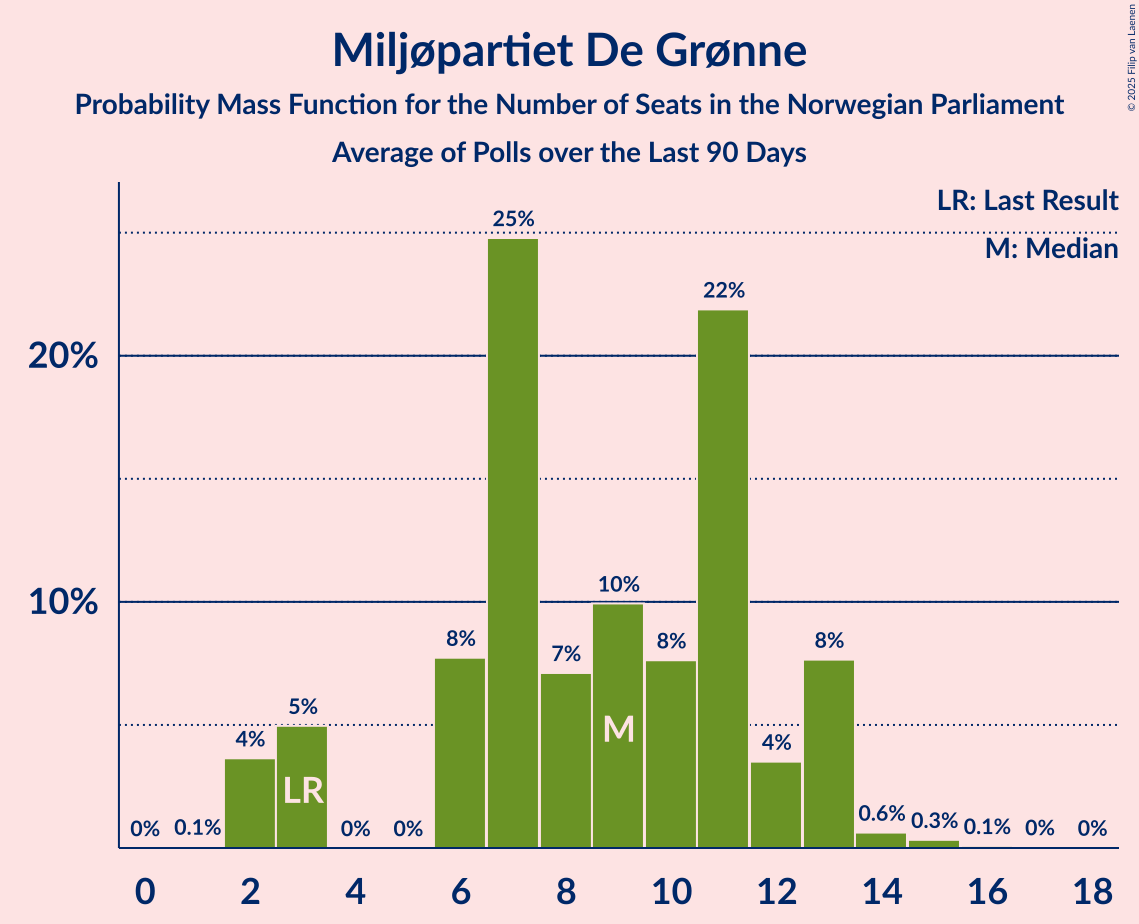 Miljøpartiet De Grønne
Probability Mass Function for the Number of Seats in the Norwegian Parliament
Average of Polls over the Last 90 Days
© 2025 Filip van Laenen
LR: Last Result
M: Median
25%
22%
20%
10%
10%
8%
7%
8%
8%
5%
4%
4%
M
LR
0%
0.1%
0%
0%
0.6%
0.3%
0.1%
0%
0%
0 2 4 6 8 10 12 14 16 18